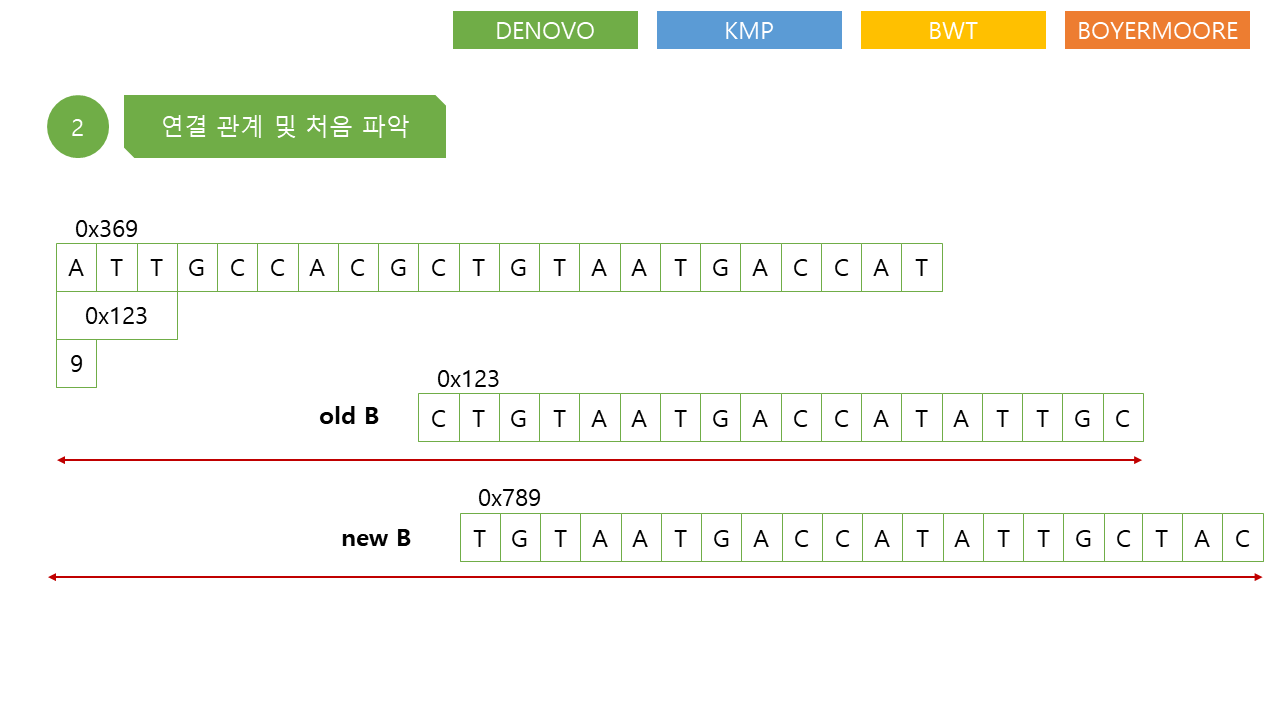 DENOVO KMP BWT BOYERMOORE
2 연결 관계 및 처음 파악
0x369
A T T G C C A C G C T G T A A T G A C C A T
0x123
9
0x123
old B C T G T A A T G A C C A T A T T G C
0x789
new B T G T A A T G A C C A T A T T G C T A C